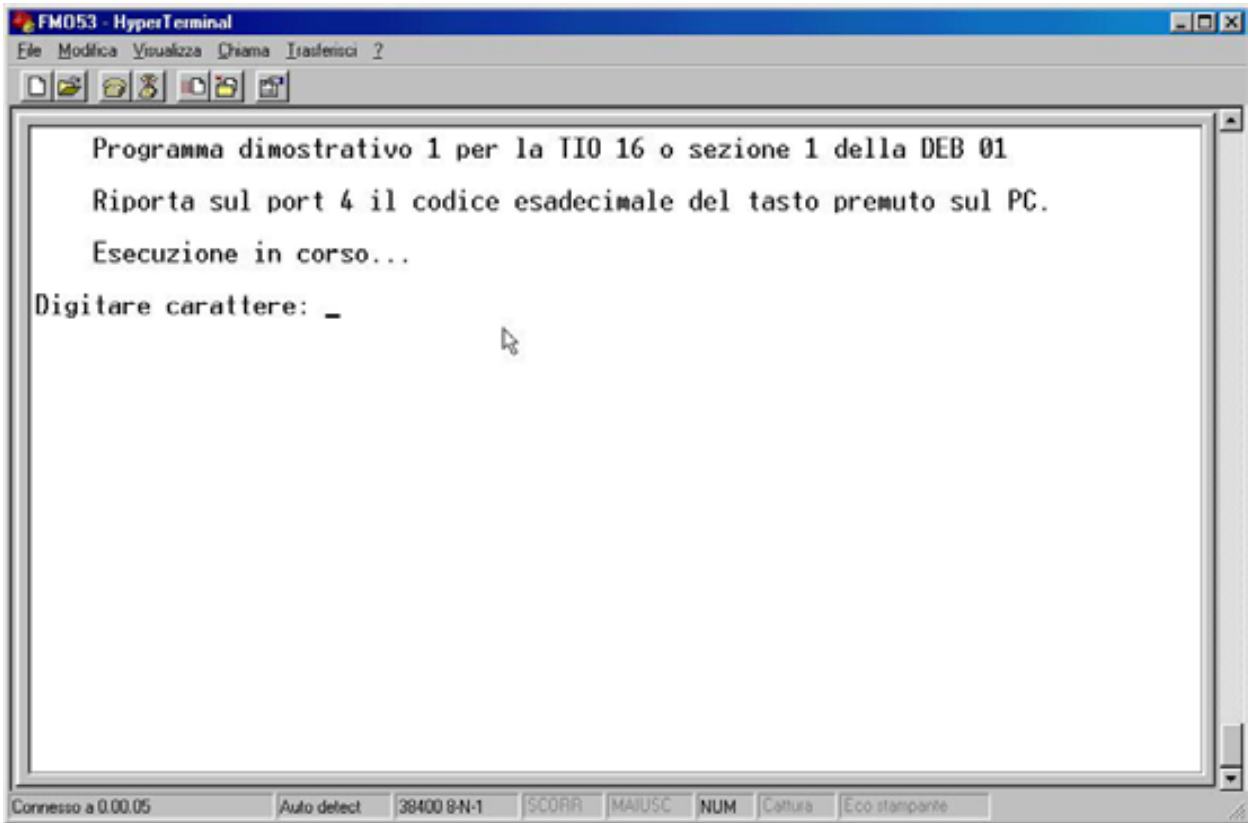 FMO53 - HyperTerminal
File Modifica Visualizza Chiama Trasferisci ?
Programma dimostrativo 1 per la TIO 16 o sezione 1 della DEB 01
Riporta sul port 4 il codice esadecimale del tasto premuto sul PC.
Esecuzione in corso...
Digitare carattere: _
Connesso a 0.00.05 Auto detect 38400 8-N-1 SCORR MAIUSC NUM Cattura Eco stampante